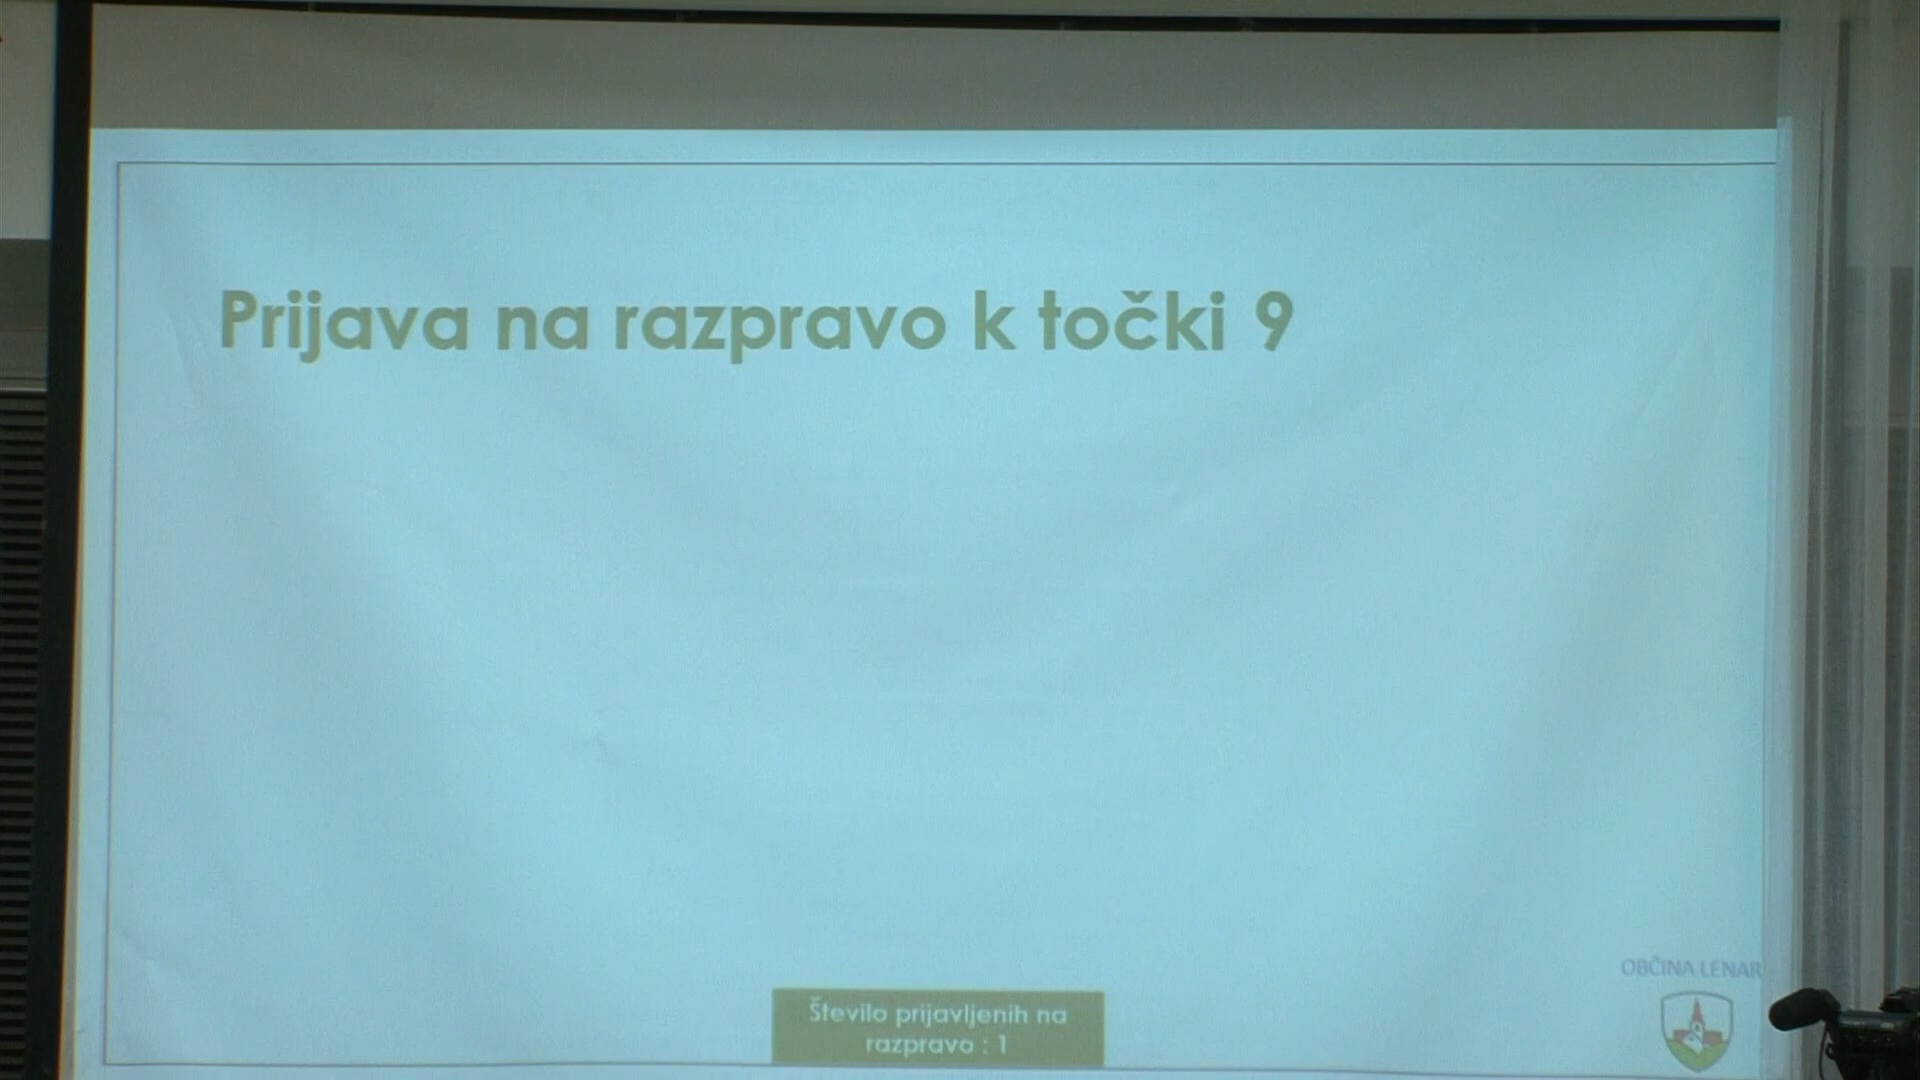 Prijava na razpravo k točki 9
Število prijavljenih na
razpravo : 1
OBČINA LENAR